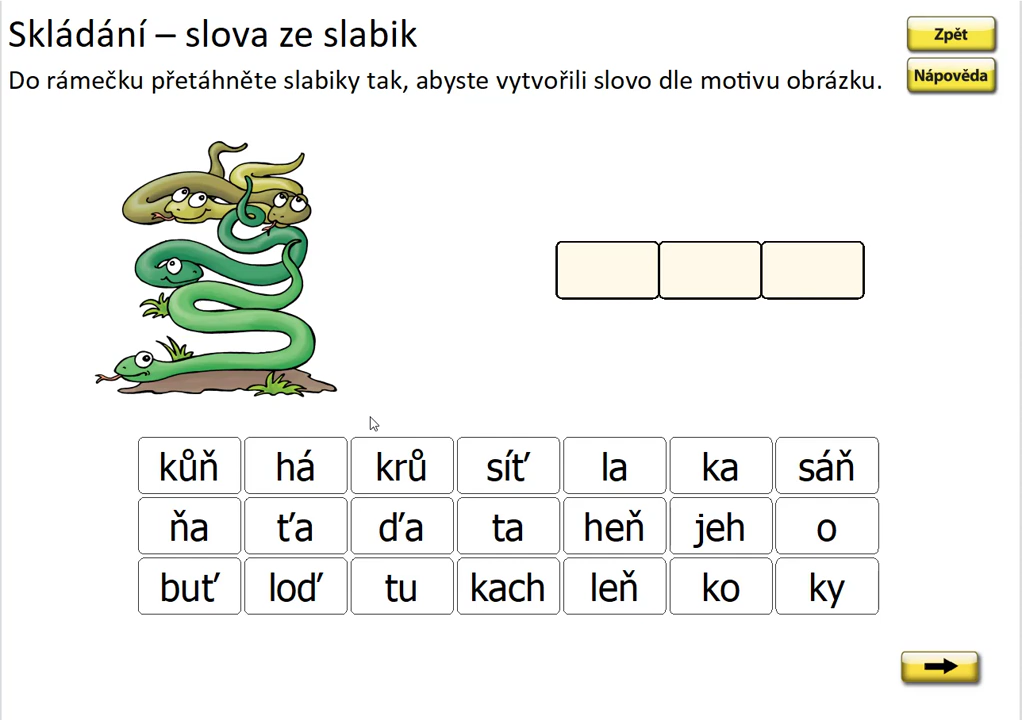 Skládání – slova ze slabik
Zpět
Do rámečku přetáhněte slabiky tak, abyste vytvořili slovo dle motivu obrázku.
Nápověda
kůň há krů síť la ka sáň
ňa ťa ďa ta heň jeh o
buť loď tu kach leň ko ky